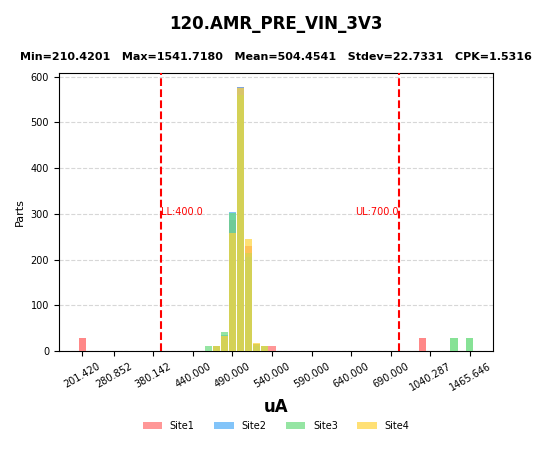 120.AMR_PRE_VIN_3V3
Min=210.4201 Max=1541.7180 Mean=504.4541 Stdev=22.7331 CPK=1.5316
600
500
400
300
200
100
0
Parts
LL:400.0
UL:700.0
201.420
280.852
380.142
440.000
490.000
540.000
590.000
640.000
690.000
1040.287
1465.646
uA
Site1 Site2 Site3 Site4